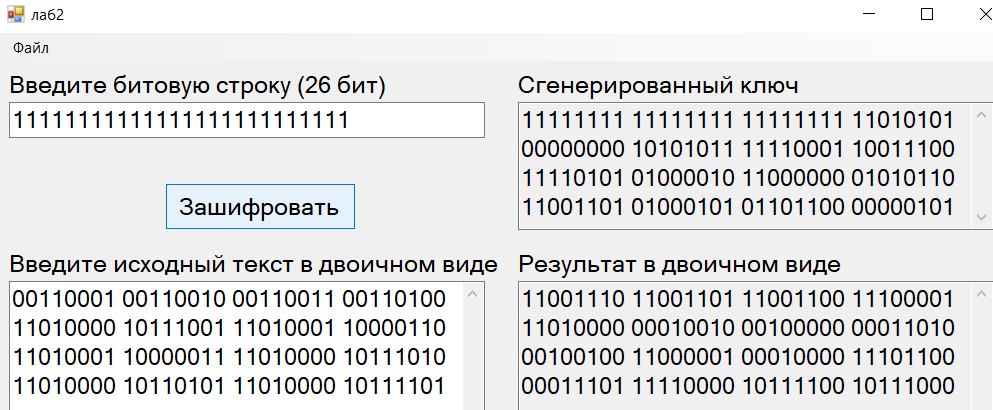 лаб2
Файл
Введите битовую строку (26 бит)
11111111111111111111111111
Зашифровать
Сгенерированный ключ
11111111 11111111 11111111 11010101
00000000 10101011 11110001 10011100
11110101 01000010 11000000 01010110
11001101 01000101 01101100 00000101
Введите исходный текст в двоичном виде
00110001 00110010 00110011 00110100
11010000 10111001 11010001 10000110
11010001 10000011 11010000 10111010
11010000 10110101 11010000 10111101
Результат в двоичном виде
11001110 11001101 11001100 11100001
11010000 00010010 00100000 00011010
00100100 11000001 00010000 11101100
00011101 11110000 10111100 10111000